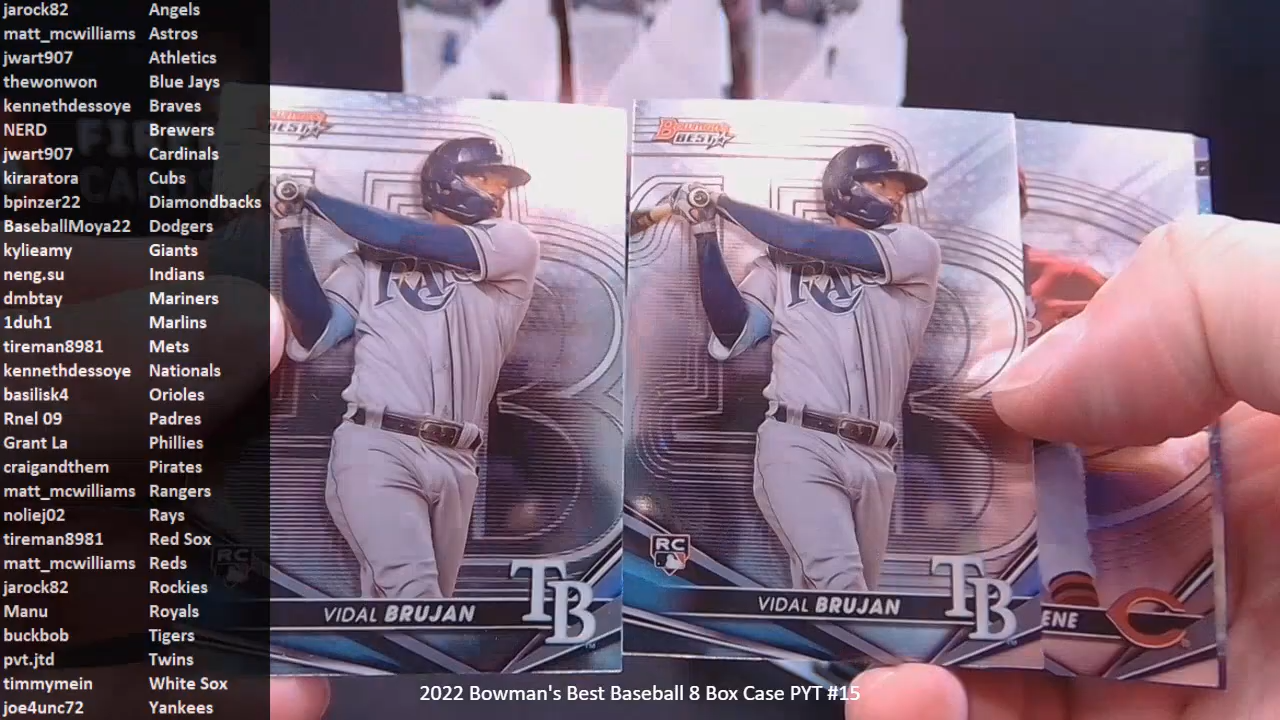 jarock82 Angels
matt_mcwilliams Astros
jwart907 Athletics
thewonwon Blue Jays
kennethdessoye Braves
NERD Brewers
jwart907 Cardinals
kiraratora Cubs
bpinzer22 Diamondbacks
BaseballMoya22 Dodgers
kylieamy Giants
neng.su Indians
dmbtay Mariners
1duh1 Marlins
tireman8981 Mets
kennethdessoye Nationals
basilisk4 Orioles
Rnel 09 Padres
Grant La Phillies
craigandthem Pirates
matt_mcwilliams Rangers
noliej02 Rays
tireman8981 Red Sox
matt_mcwilliams Reds
jarock82 Rockies
Manu Royals
buckbob Tigers
pvt.jtd Twins
timmymein White Sox
joe4unc72 Yankees
BEST
RC
VIDAL BRUJAN
TB
BOWMAN'S
BEST
RC
VIDAL BRUJAN
TB
ENE
C
2022 Bowman's Best Baseball 8 Box Case PYT #15